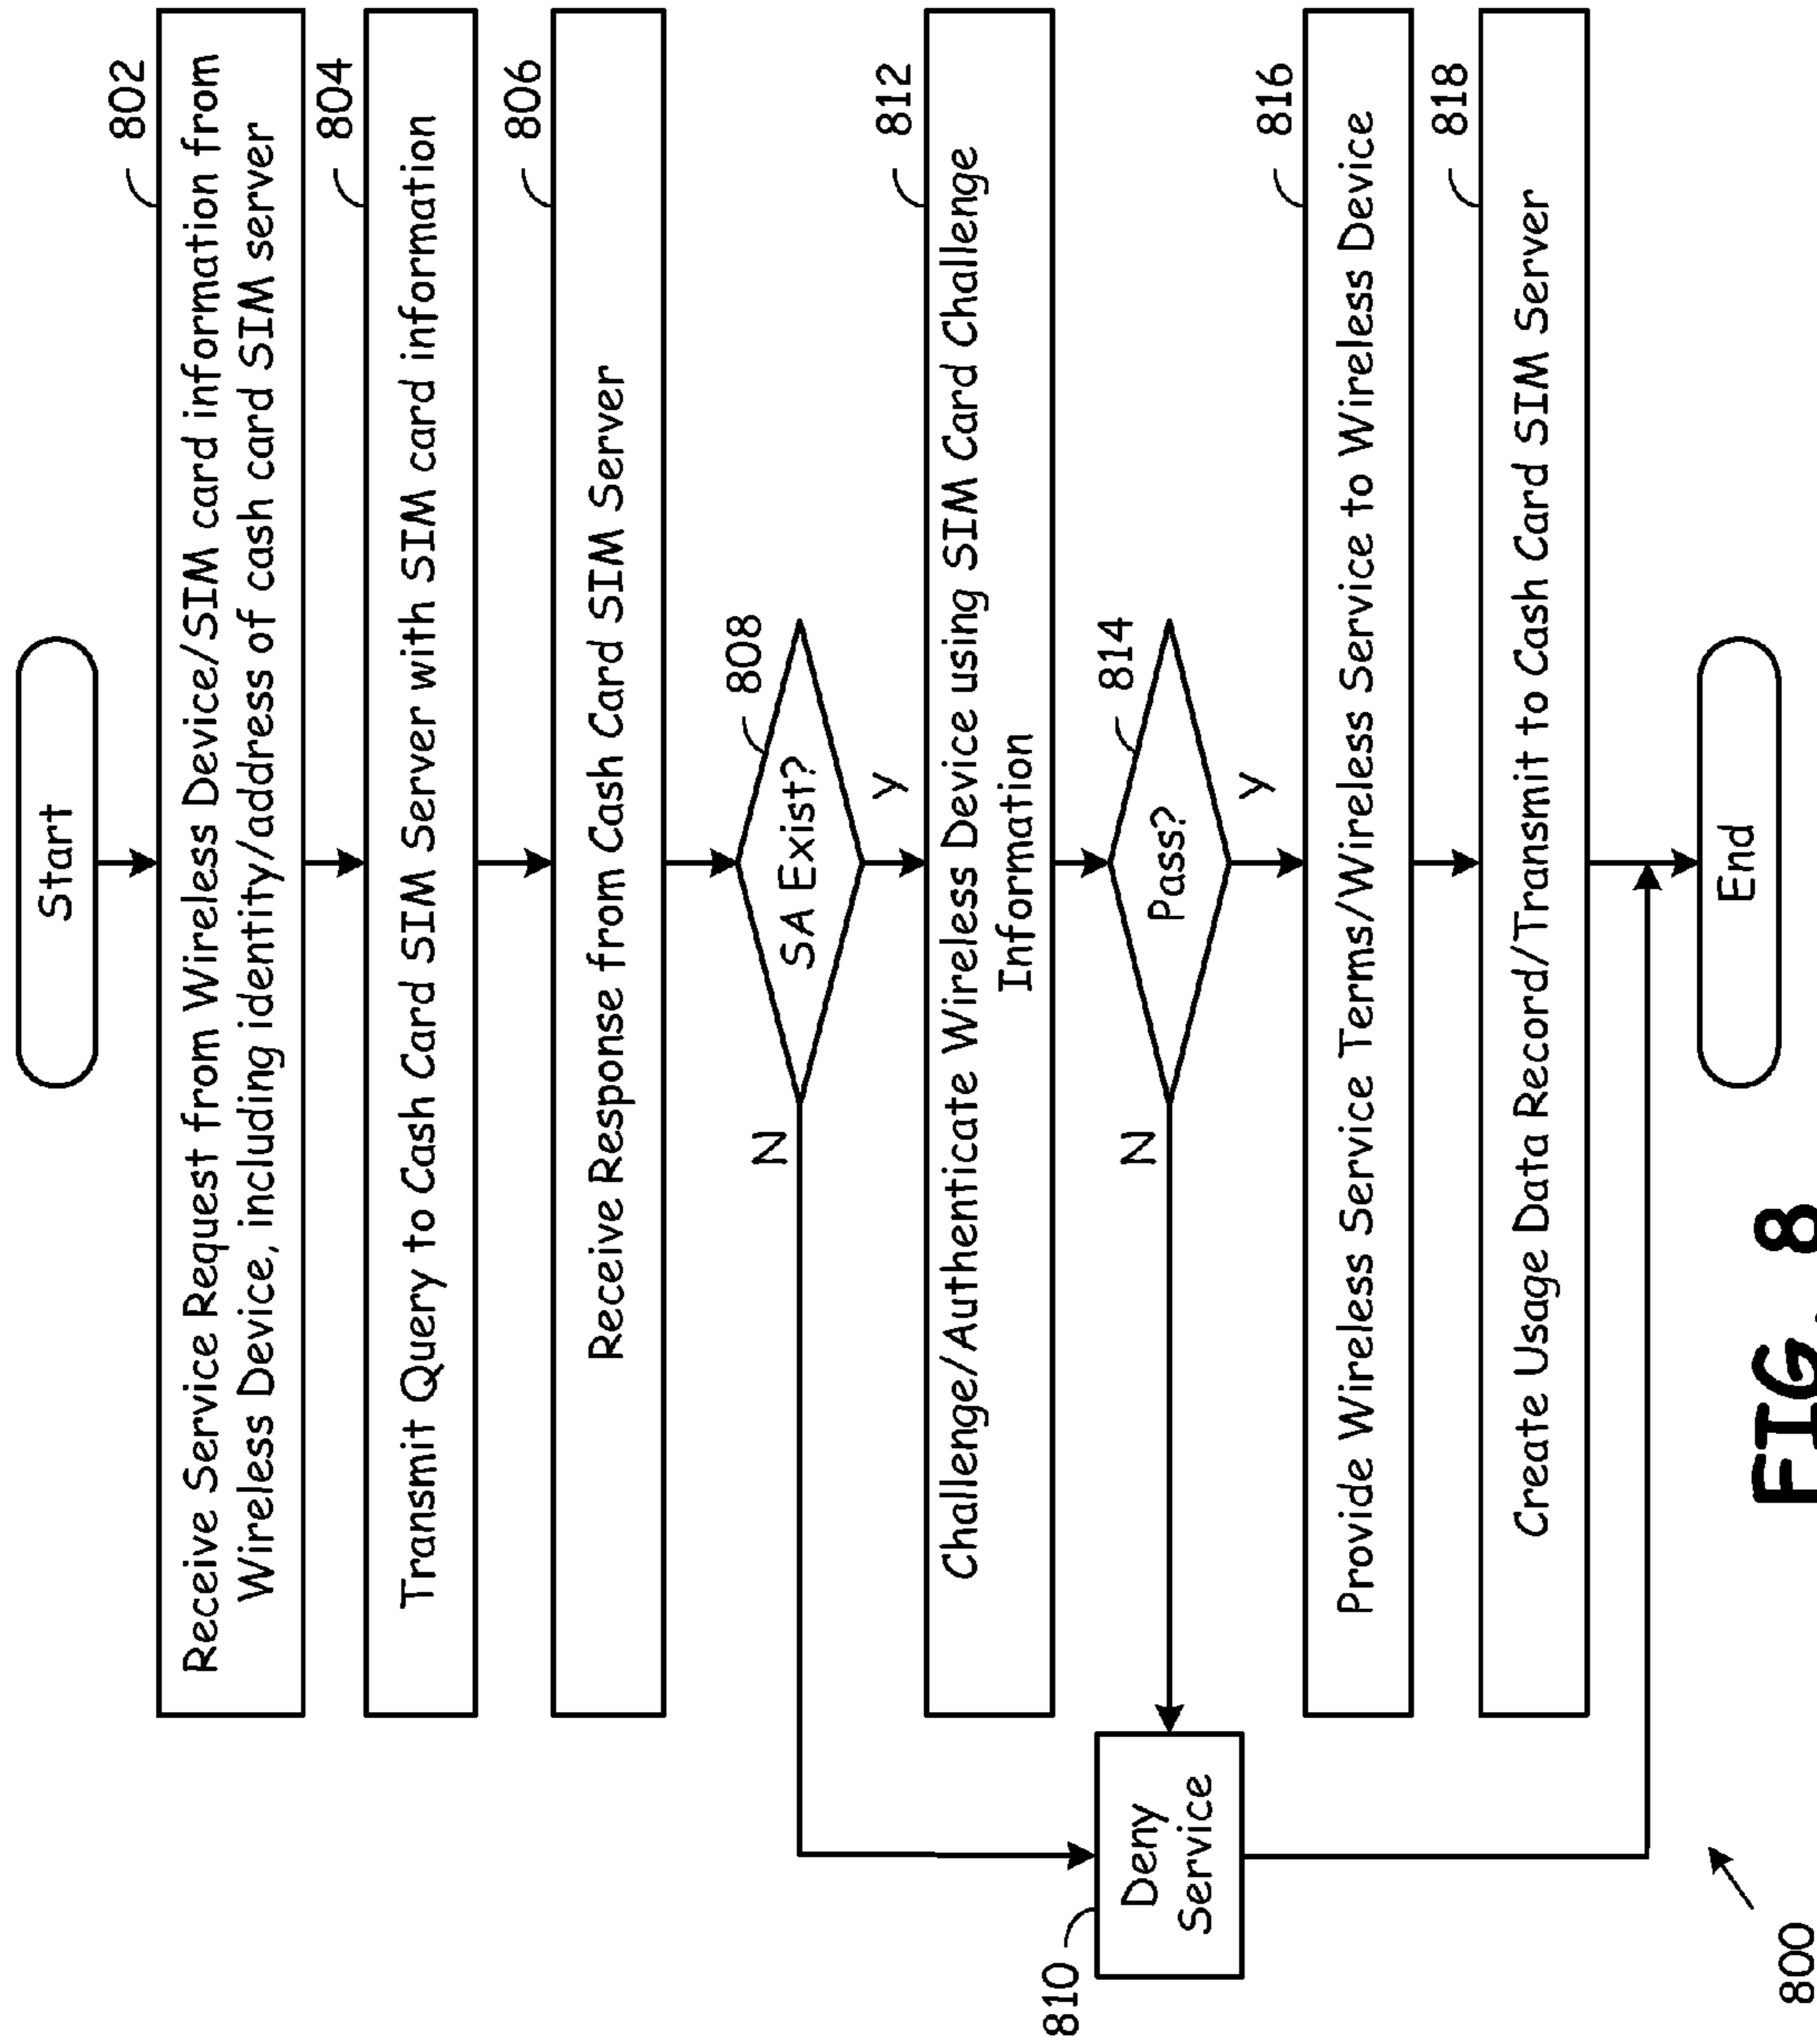 Start
802
Receive Service Request from Wireless Device/SIM card information from
Wireless Device, including identity/address of cash card SIM server
804
Transmit Query to Cash Card SIM Server with SIM card information
806
Receive Response from Cash Card SIM Server
808
SA Exist?
N
Y
812
Challenge/Authenticate Wireless Device using SIM Card Challenge
Information
810
Deny
Service
814
Pass?
N
Y
816
Provide Wireless Service Terms/Wireless Service to Wireless Device
818
Create Usage Data Record/Transmit to Cash Card SIM Server
End
800
FIG. 8